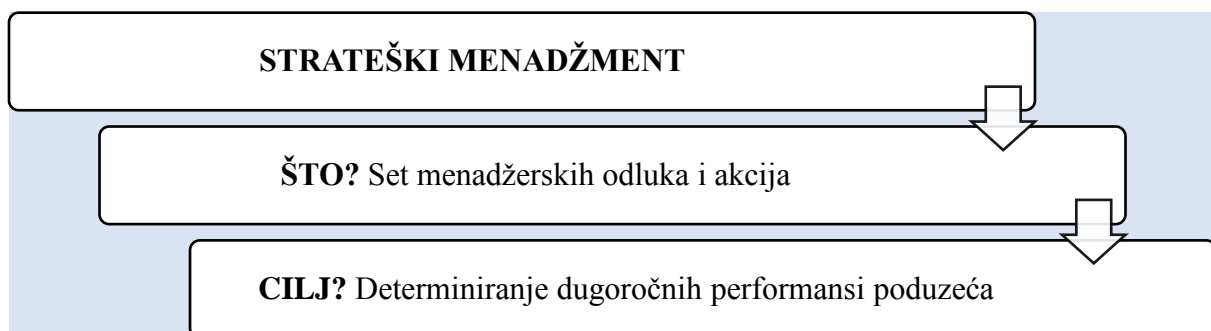 STRATEŠKI MENADŽMENT
ŠTO? Set menadžerskih odluka i akcija
CILJ? Determiniranje dugoročnih performansi poduzeća